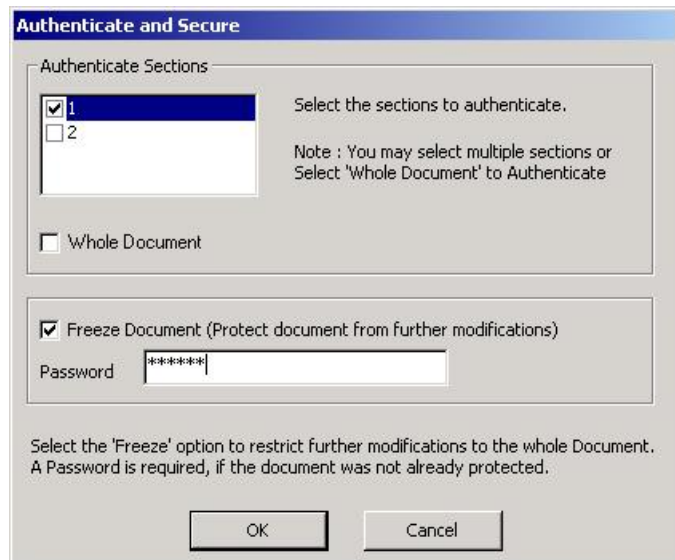 Authenticate and Secure
Authenticate Sections
1
2
Select the sections to authenticate.
Note : You may select multiple sections or
Select 'Whole Document' to Authenticate
Whole Document
Freeze Document (Protect document from further modifications)
Password
******
Select the 'Freeze' option to restrict further modifications to the whole Document.
A Password is required, if the document was not already protected.
OK
Cancel